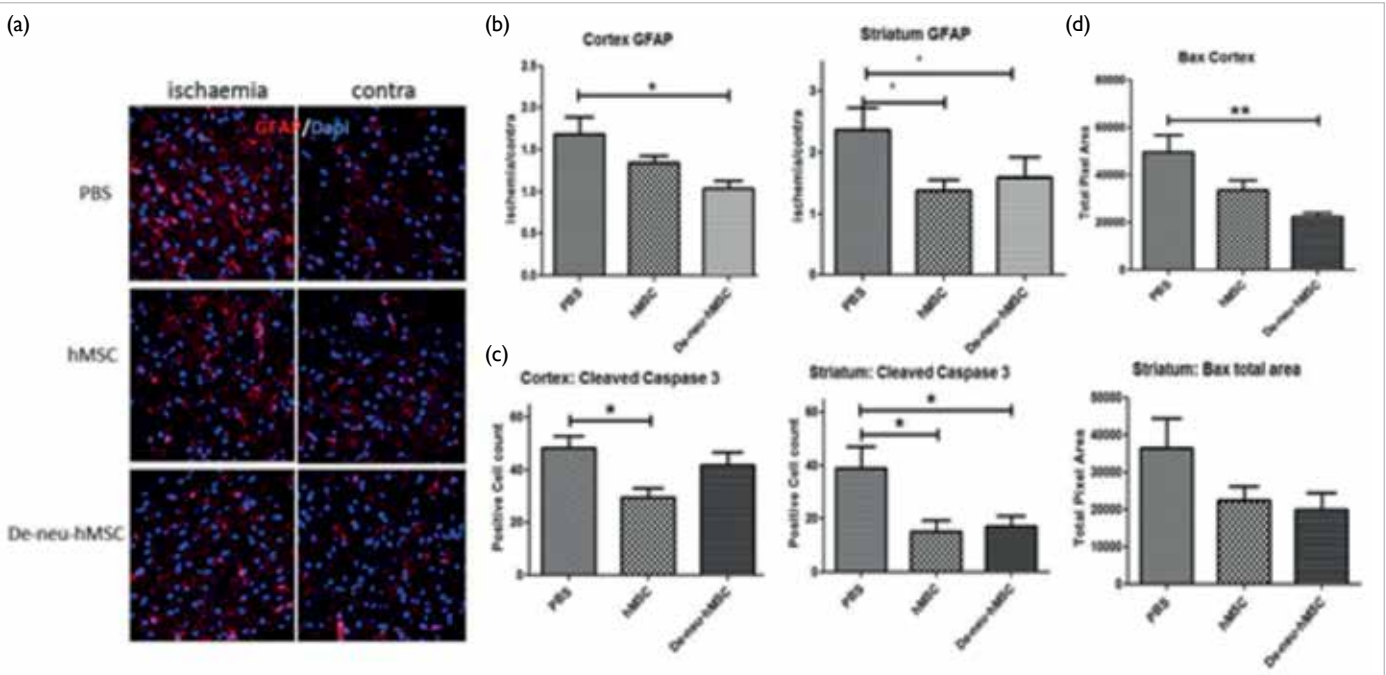 (a)
ischaemia contra
GFAP/Dapi
PBS
hMSC
De-neu-hMSC
(b)
Cortex GFAP
Ischemia/contra
2.5
2.0
1.5
1.0
0.5
0.0
*
PBS
hMSC
De-neu-hMSC
Striatum GFAP
Ischemia/contra
3
2
1
0
*
*
PBS
hMSC
De-neu-hMSC
(c)
Cortex: Cleaved Caspase 3
Positive Cell count
60
40
20
0
*
PBS
hMSC
De-neu-hMSC
Striatum: Cleaved Caspase 3
Positive Cell count
60
40
20
0
*
*
PBS
hMSC
De-neu-hMSC
(d)
Bax Cortex
Total Pixel Area
80000
60000
40000
20000
0
**
PBS
hMSC
De-neu-hMSC
Striatum: Bax total area
Total Pixel Area
50000
40000
30000
20000
10000
0
PBS
hMSC
De-neu-hMSC